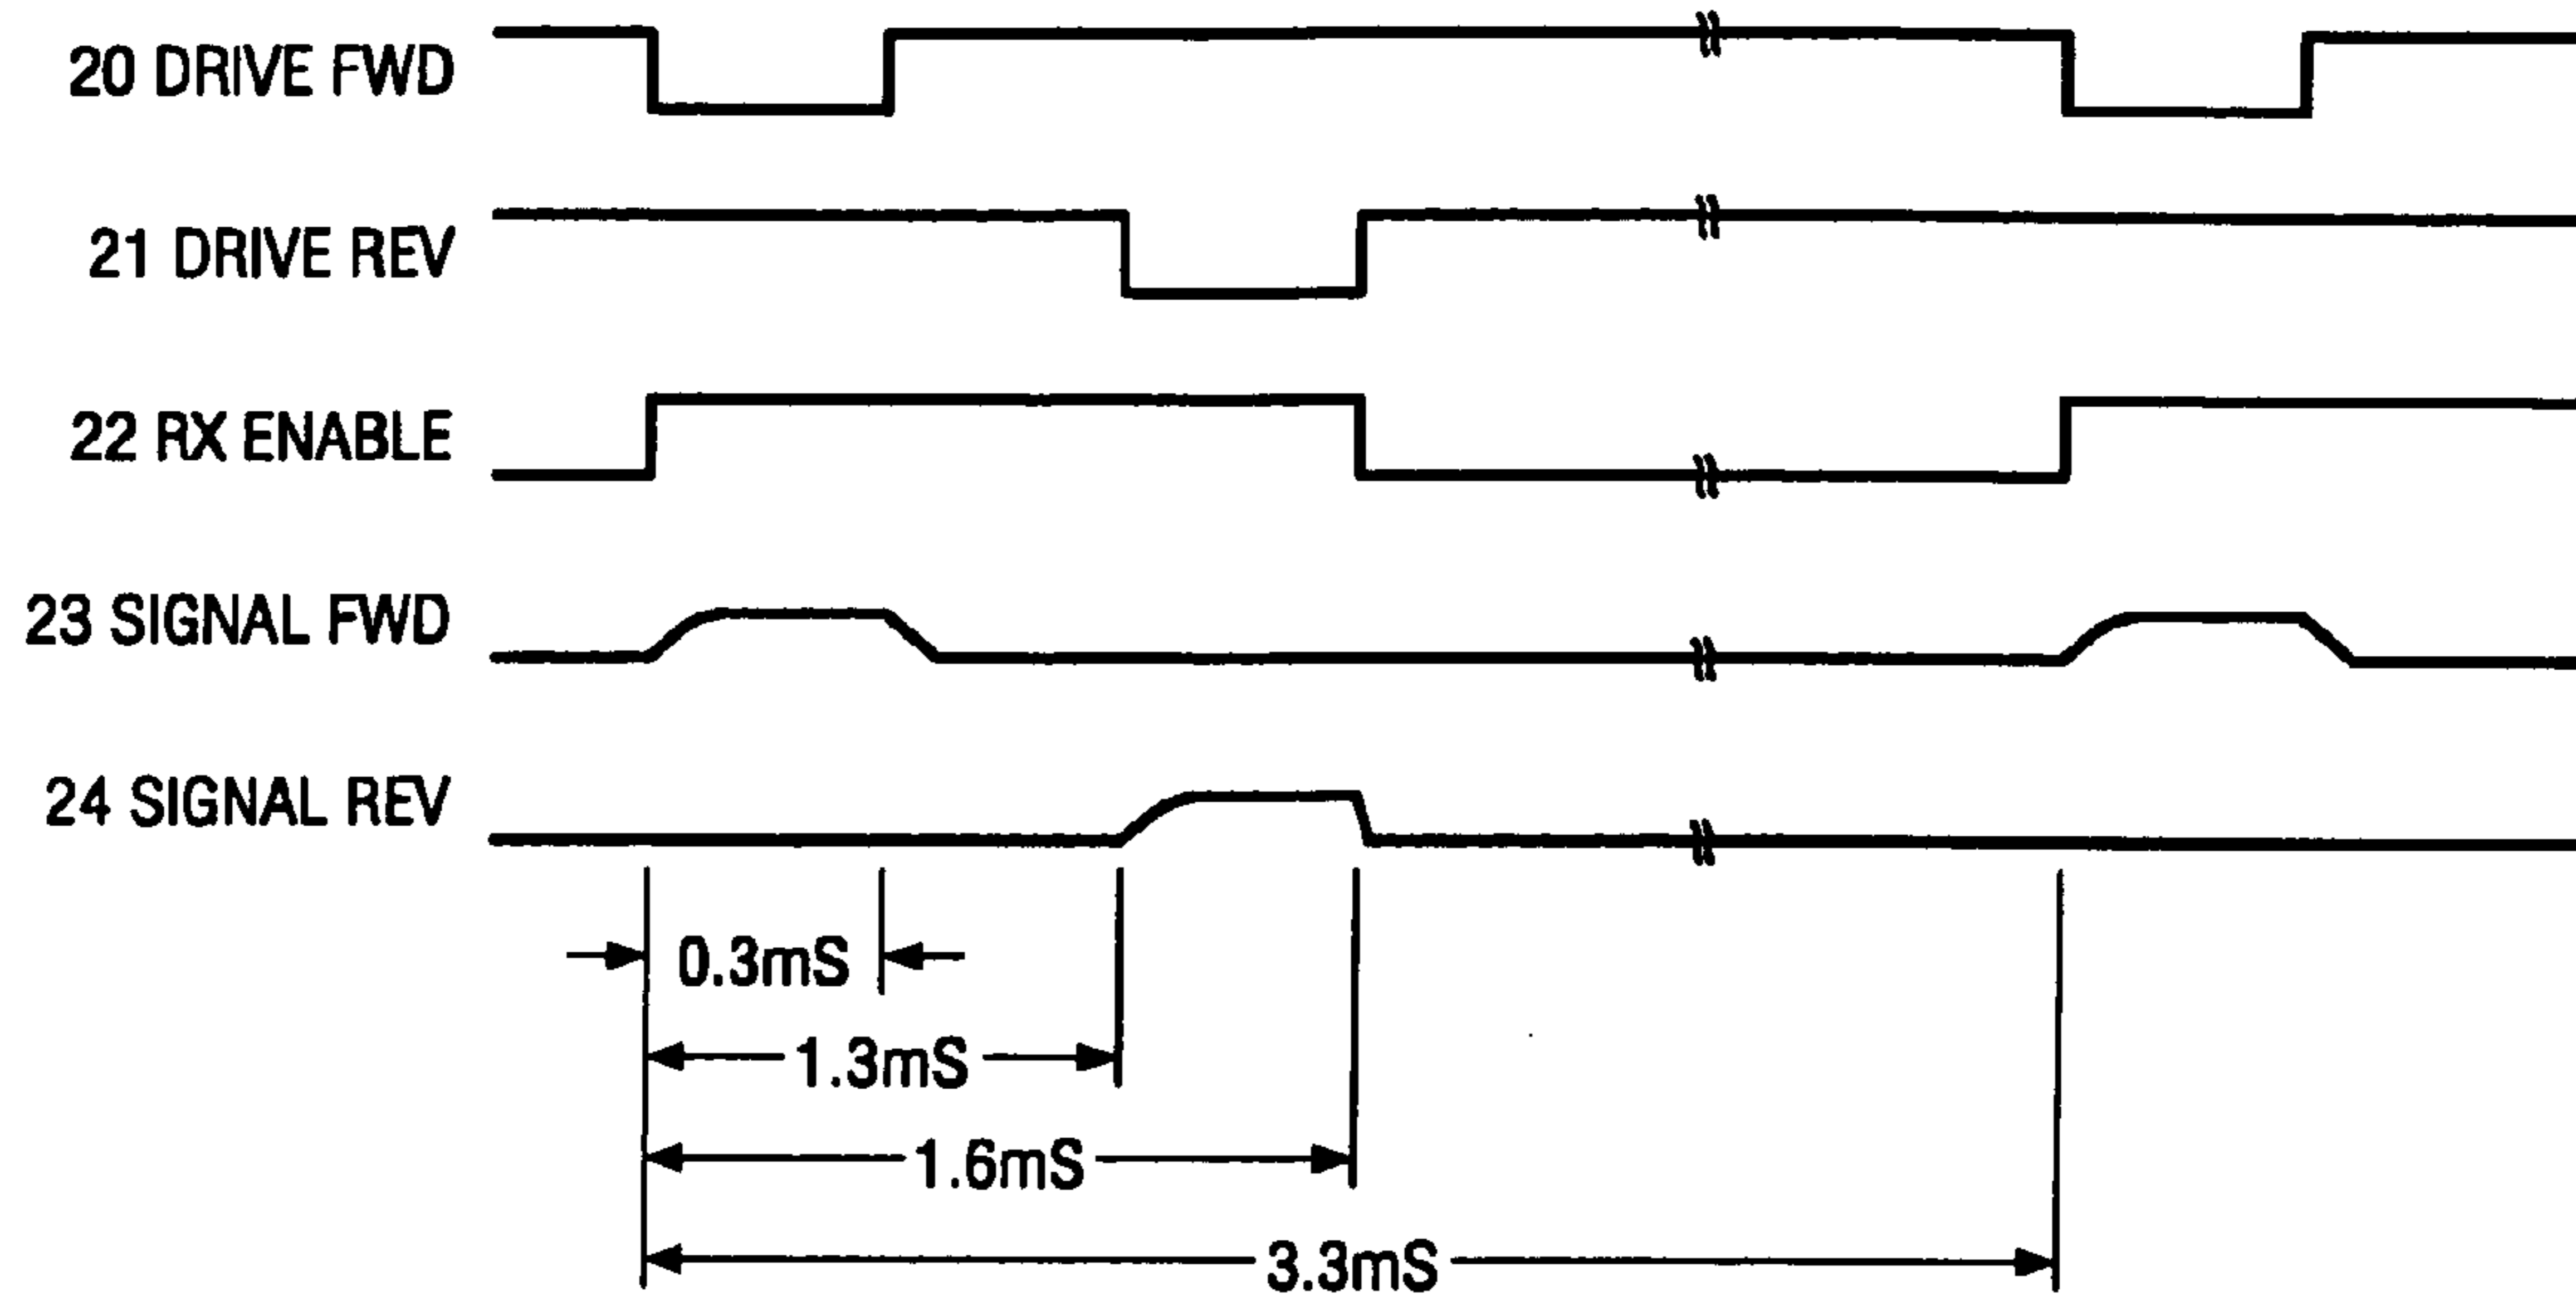 20 DRIVE FWD
21 DRIVE REV
22 RX ENABLE
23 SIGNAL FWD
24 SIGNAL REV
0.3mS
1.3mS
1.6mS
3.3mS